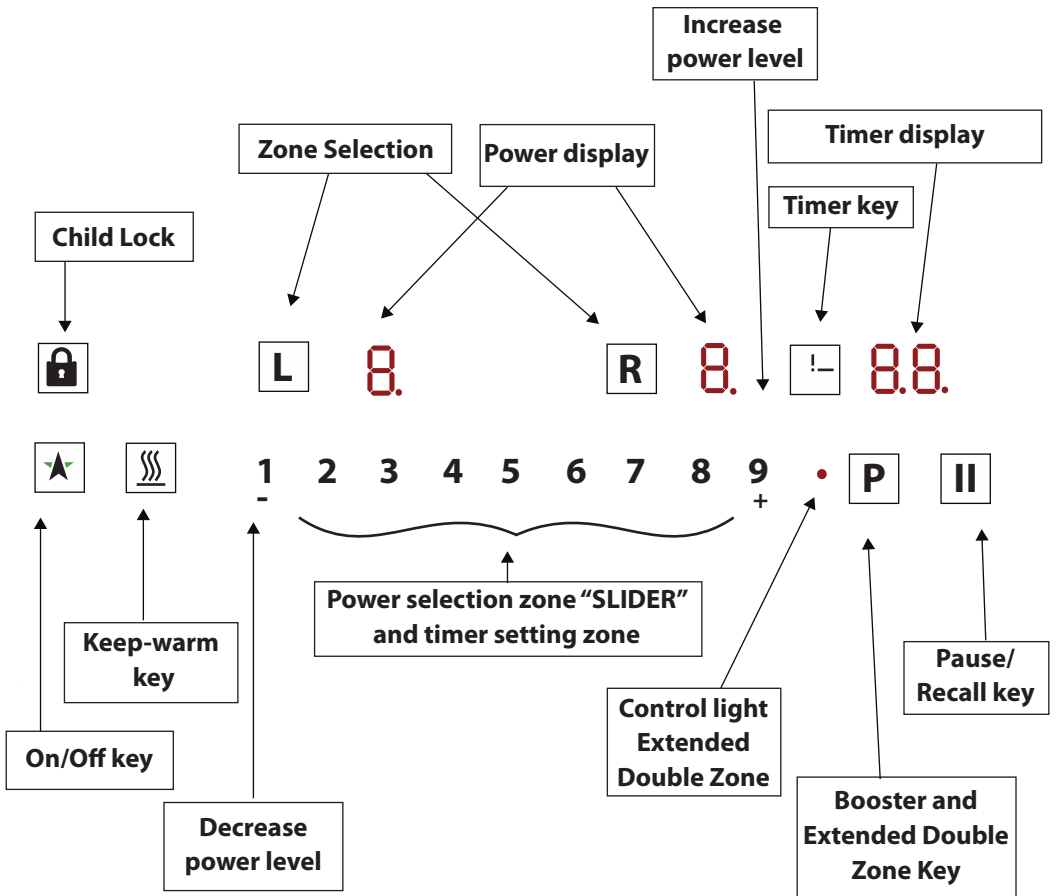 Increase
power level
Zone Selection
Power display
Timer display
Timer key
Child Lock
L
8.
R
8.
!–
8.8.
1 2 3 4 5 6 7 8 9
- +
P
II
Power selection zone “SLIDER”
and timer setting zone
Keep-warm
key
On/Off key
Decrease
power level
Control light
Extended
Double Zone
Pause/
Recall key
Booster and
Extended Double
Zone Key